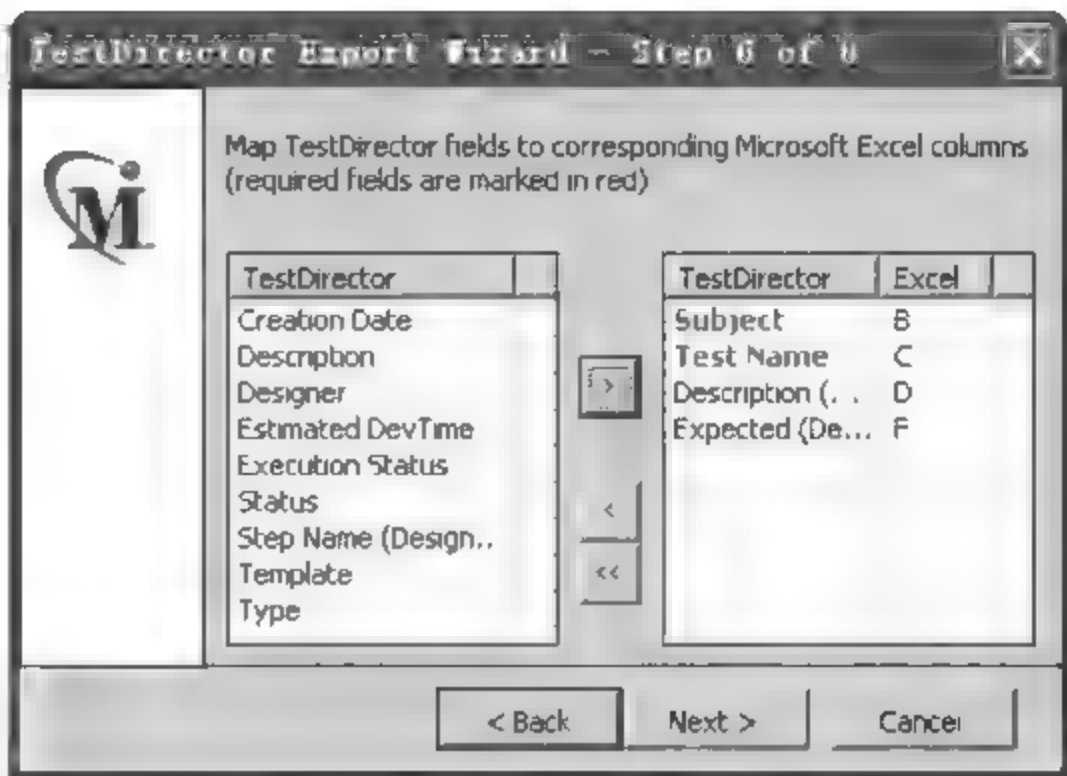 TestDirector Export Wizard - Step 6 of 8
Map TestDirector fields to corresponding Microsoft Excel columns
(required fields are marked in red)
TestDirector
Creation Date
Description
Designer
Estimated DevTime
Execution Status
Status
Step Name (Design..
Template
Type
>
<
<<
TestDirector Excel
Subject B
Test Name C
Description (. . D
Expected (De... F
< Back Next > Cancel